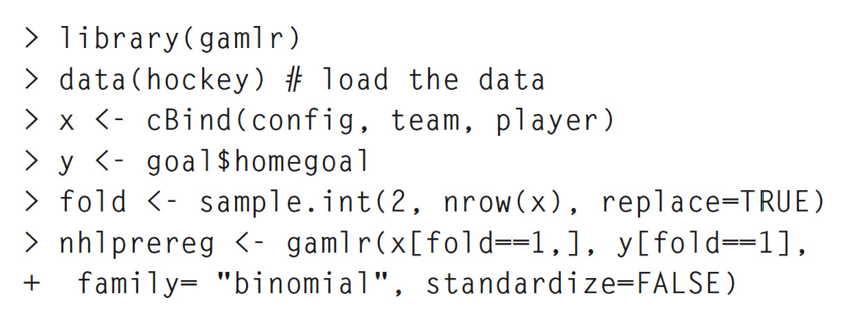 > library(gamlr)
> data(hockey) # load the data
> x <- cBind(config, team, player)
> y <- goal$homegoal
> fold <- sample.int(2, nrow(x), replace=TRUE)
> nhlprereg <- gamlr(x[fold==1,], y[fold==1],
+  family= "binomial", standardize=FALSE)